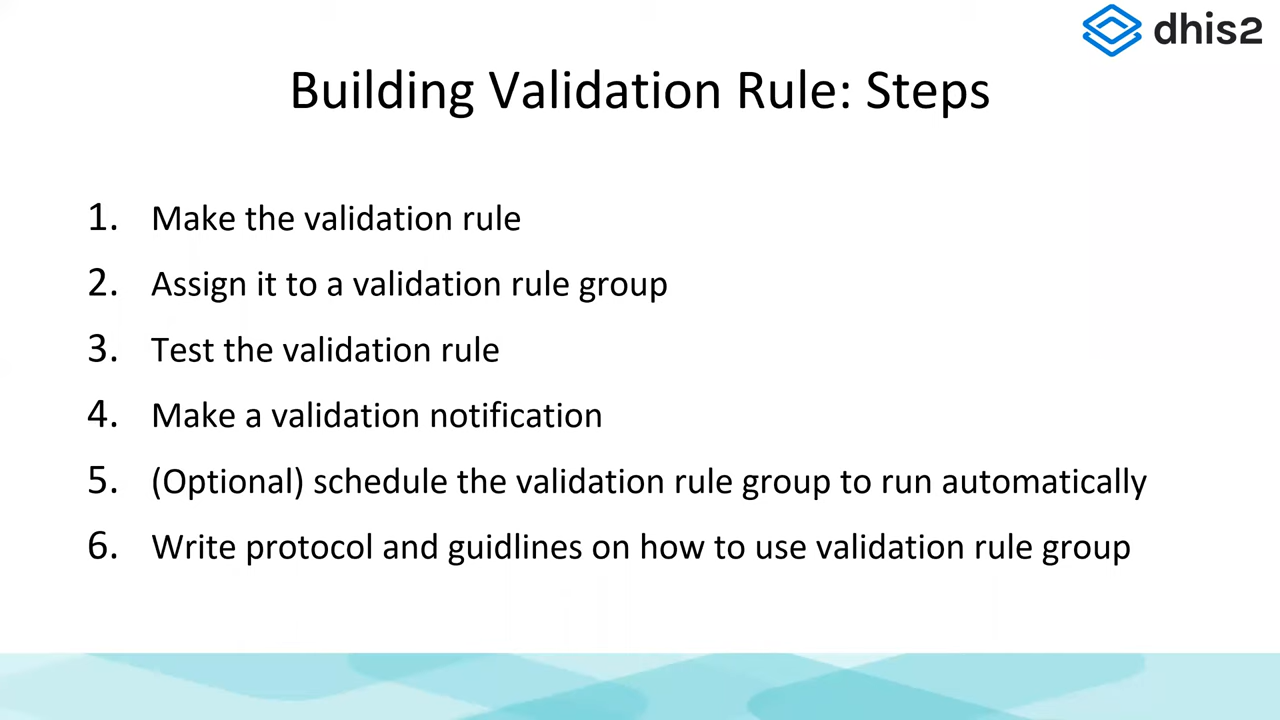 dhis2
Building Validation Rule: Steps
1. Make the validation rule
2. Assign it to a validation rule group
3. Test the validation rule
4. Make a validation notification
5. (Optional) schedule the validation rule group to run automatically
6. Write protocol and guidlines on how to use validation rule group